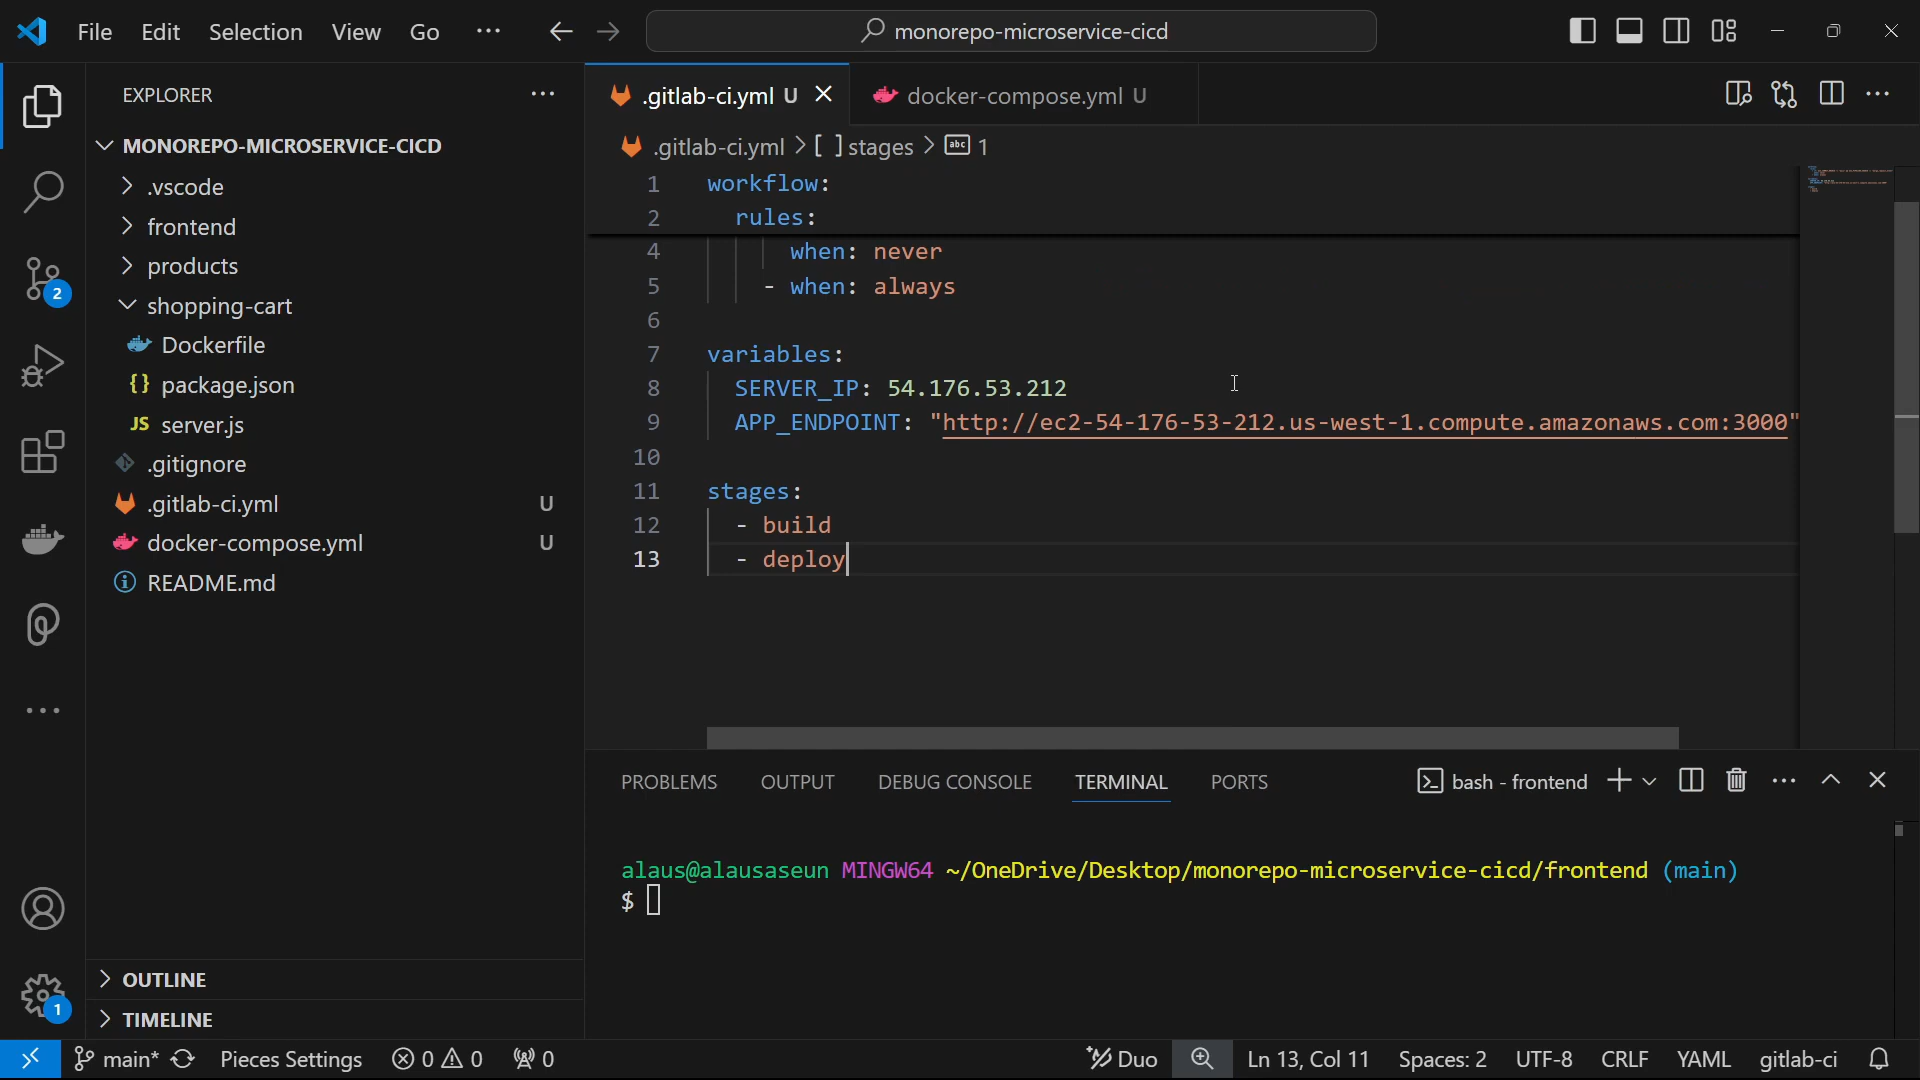 File Edit Selection View Go ··· monorepo-microservice-cicd
EXPLORER ···
MONOREPO-MICROSERVICE-CICD
.vscode
frontend
products
shopping-cart
Dockerfile
{} package.json
JS server.js
.gitignore
.gitlab-ci.yml U
docker-compose.yml U
README.md
OUTLINE
TIMELINE
2
1
.gitlab-ci.yml U
docker-compose.yml U
.gitlab-ci.yml > [ ] stages > abc 1
1 workflow:
2 rules:
4 when: never
5 - when: always
6
7 variables:
8 SERVER_IP: 54.176.53.212
9 APP_ENDPOINT: "http://ec2-54-176-53-212.us-west-1.compute.amazonaws.com:3000"
10
11 stages:
12 - build
13 - deploy
PROBLEMS OUTPUT DEBUG CONSOLE TERMINAL PORTS bash - frontend
alaus@alausaseun MINGW64 ~/OneDrive/Desktop/monorepo-microservice-cicd/frontend (main)
$
main* Pieces Settings 0 0 0 Duo Ln 13, Col 11 Spaces: 2 UTF-8 CRLF YAML gitlab-ci